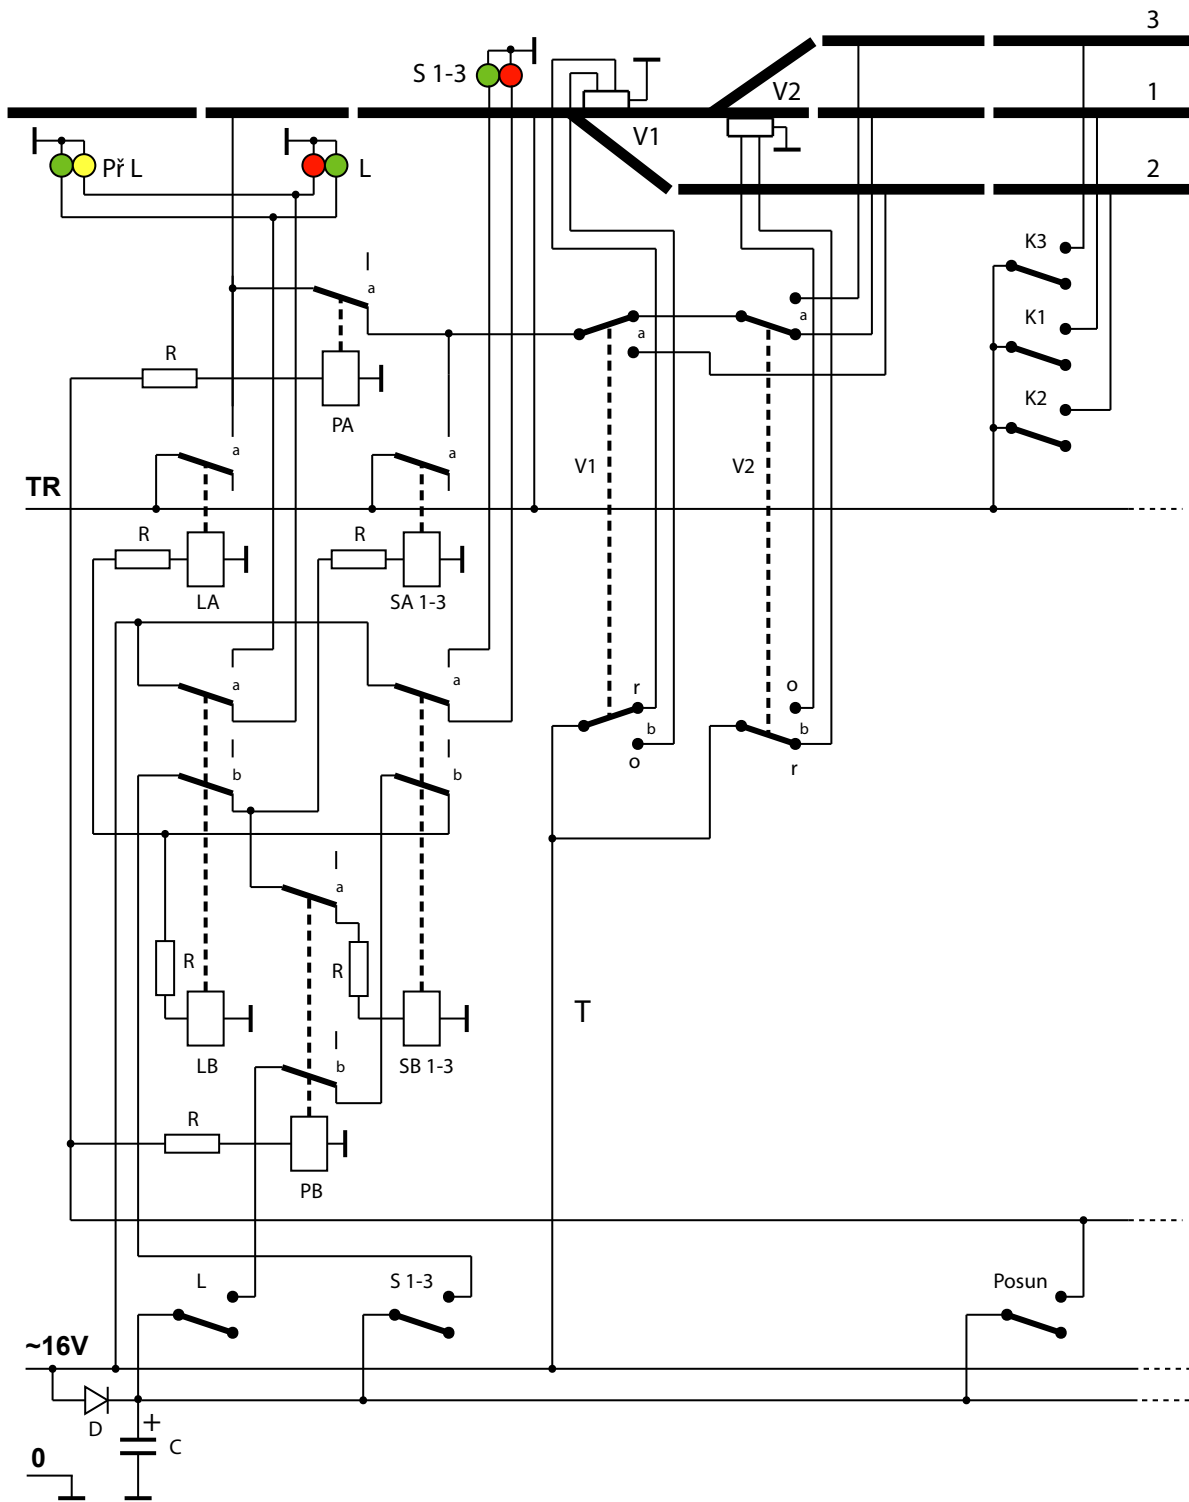 3
S 1-3
V2
1
V1
Př L
L
2
K3
a
a
a
K1
R
PA
K2
a
a
V1
V2
TR
R
R
LA
SA 1-3
a
a
r
o
b
b
o
r
b
b
a
R
R
T
LB
b
SB 1-3
R
PB
L
S 1-3
Posun
~16V
D
+
C
0